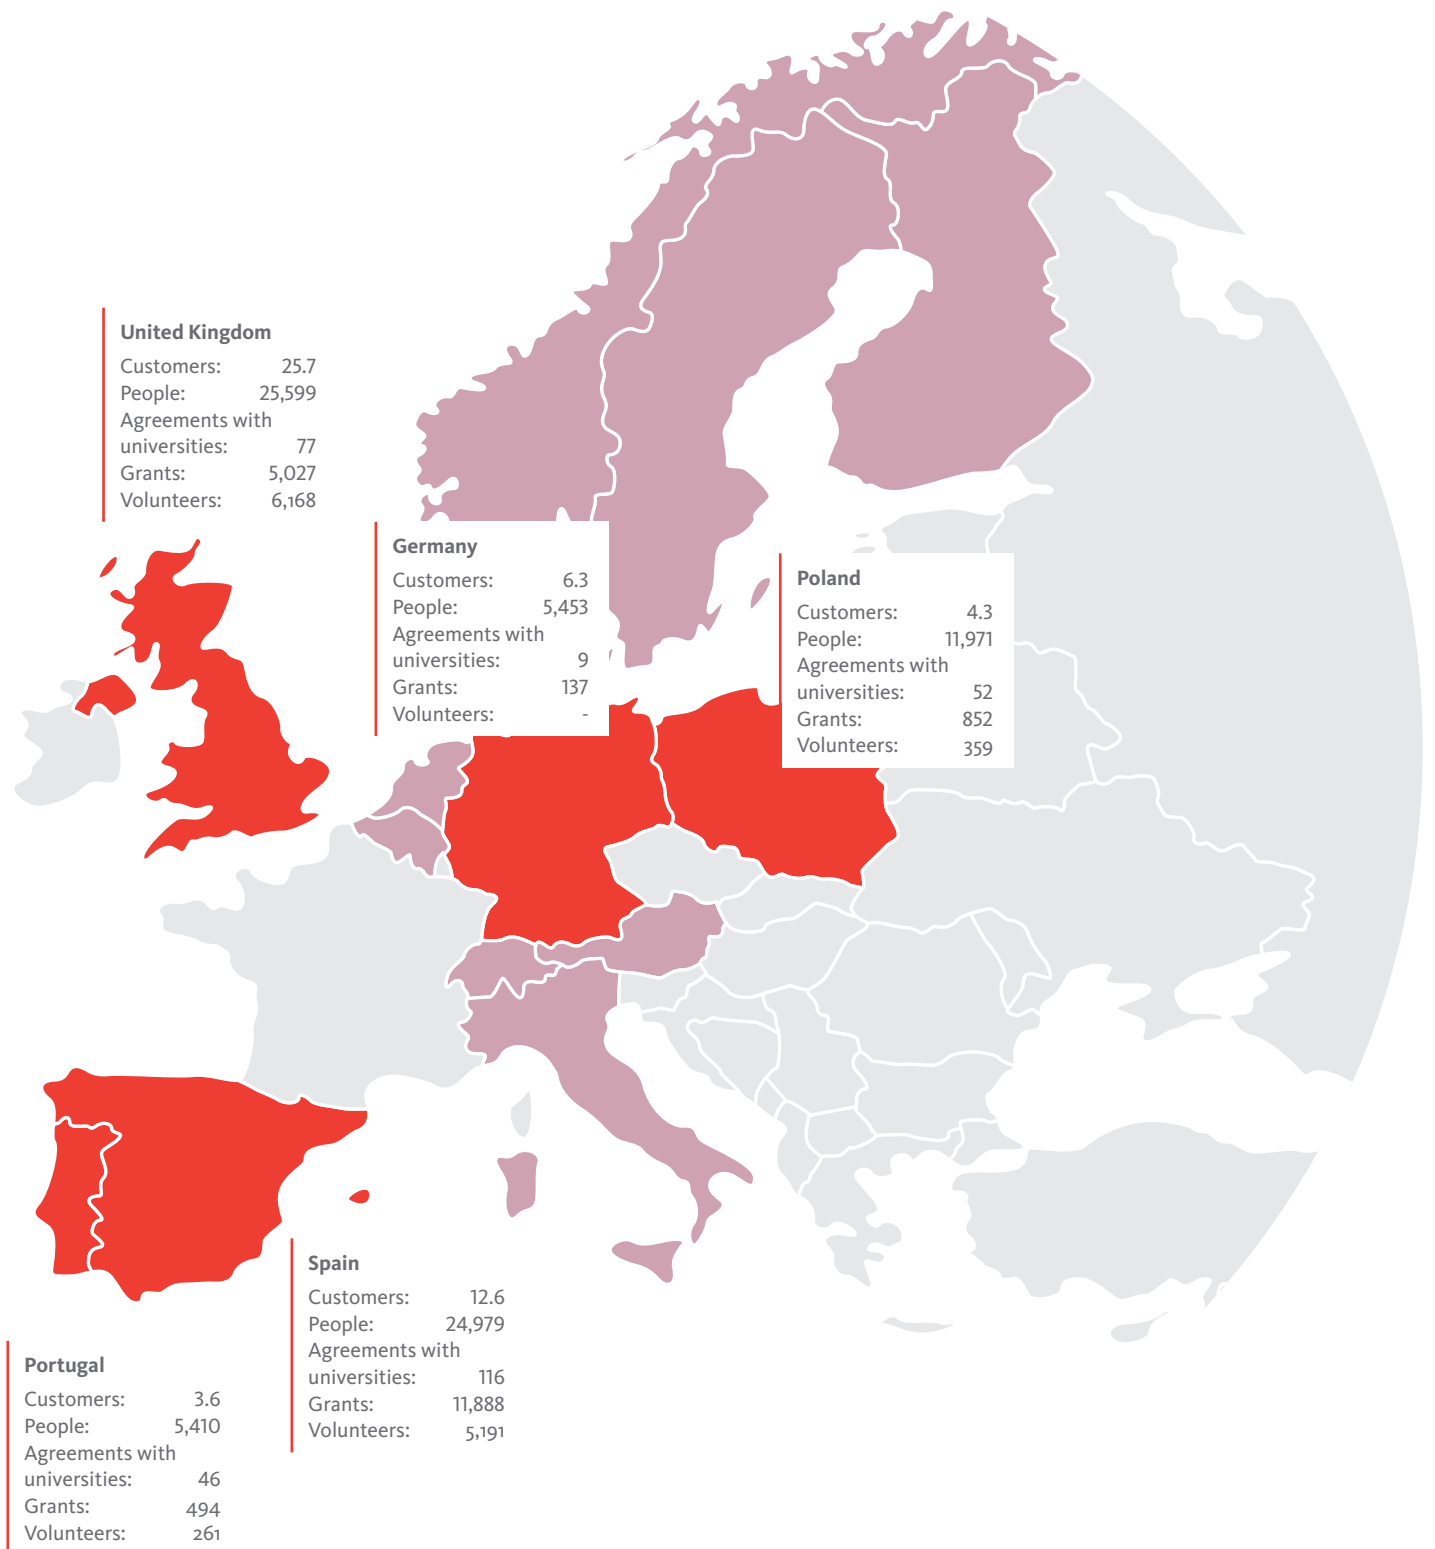 United Kingdom
Customers: 25.7
People: 25,599
Agreements with
universities: 77
Grants: 5,027
Volunteers: 6,168
Germany
Customers: 6.3
People: 5,453
Agreements with
universities: 9
Grants: 137
Volunteers: -
Poland
Customers: 4.3
People: 11,971
Agreements with
universities: 52
Grants: 852
Volunteers: 359
Spain
Customers: 12.6
People: 24,979
Agreements with
universities: 116
Grants: 11,888
Volunteers: 5,191
Portugal
Customers: 3.6
People: 5,410
Agreements with
universities: 46
Grants: 494
Volunteers: 261